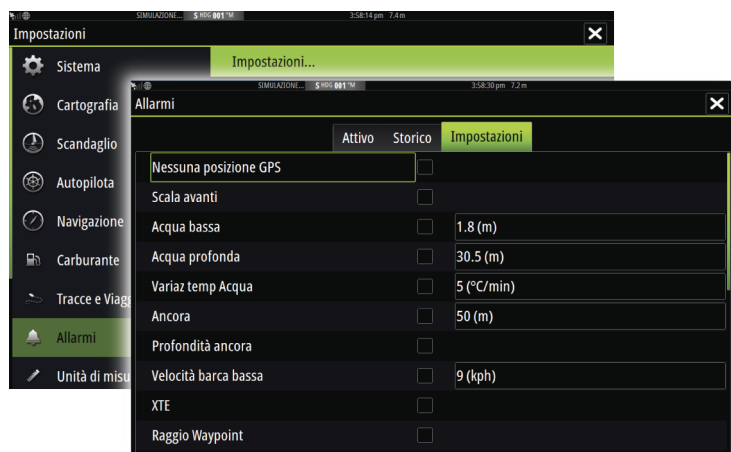 SIMULAZIONE... S HDG 001 °M 3:58:14 pm 7.4 m
Impostazioni
Sistema
Impostazioni...
Cartografia
Scandaglio
Autopilota
Navigazione
Carburante
Tracce e Viagg
Allarmi
Unità di misu
SIMULAZIONE... S HDG 001 °M 3:58:30 pm 7.2 m
Allarmi
Attivo Storico Impostazioni
Nessuna posizione GPS
Scala avanti
Acqua bassa 1.8 (m)
Acqua profonda 30.5 (m)
Variaz temp Acqua 5 (°C/min)
Ancora 50 (m)
Profondità ancora
Velocità barca bassa 9 (kph)
XTE
Raggio Waypoint